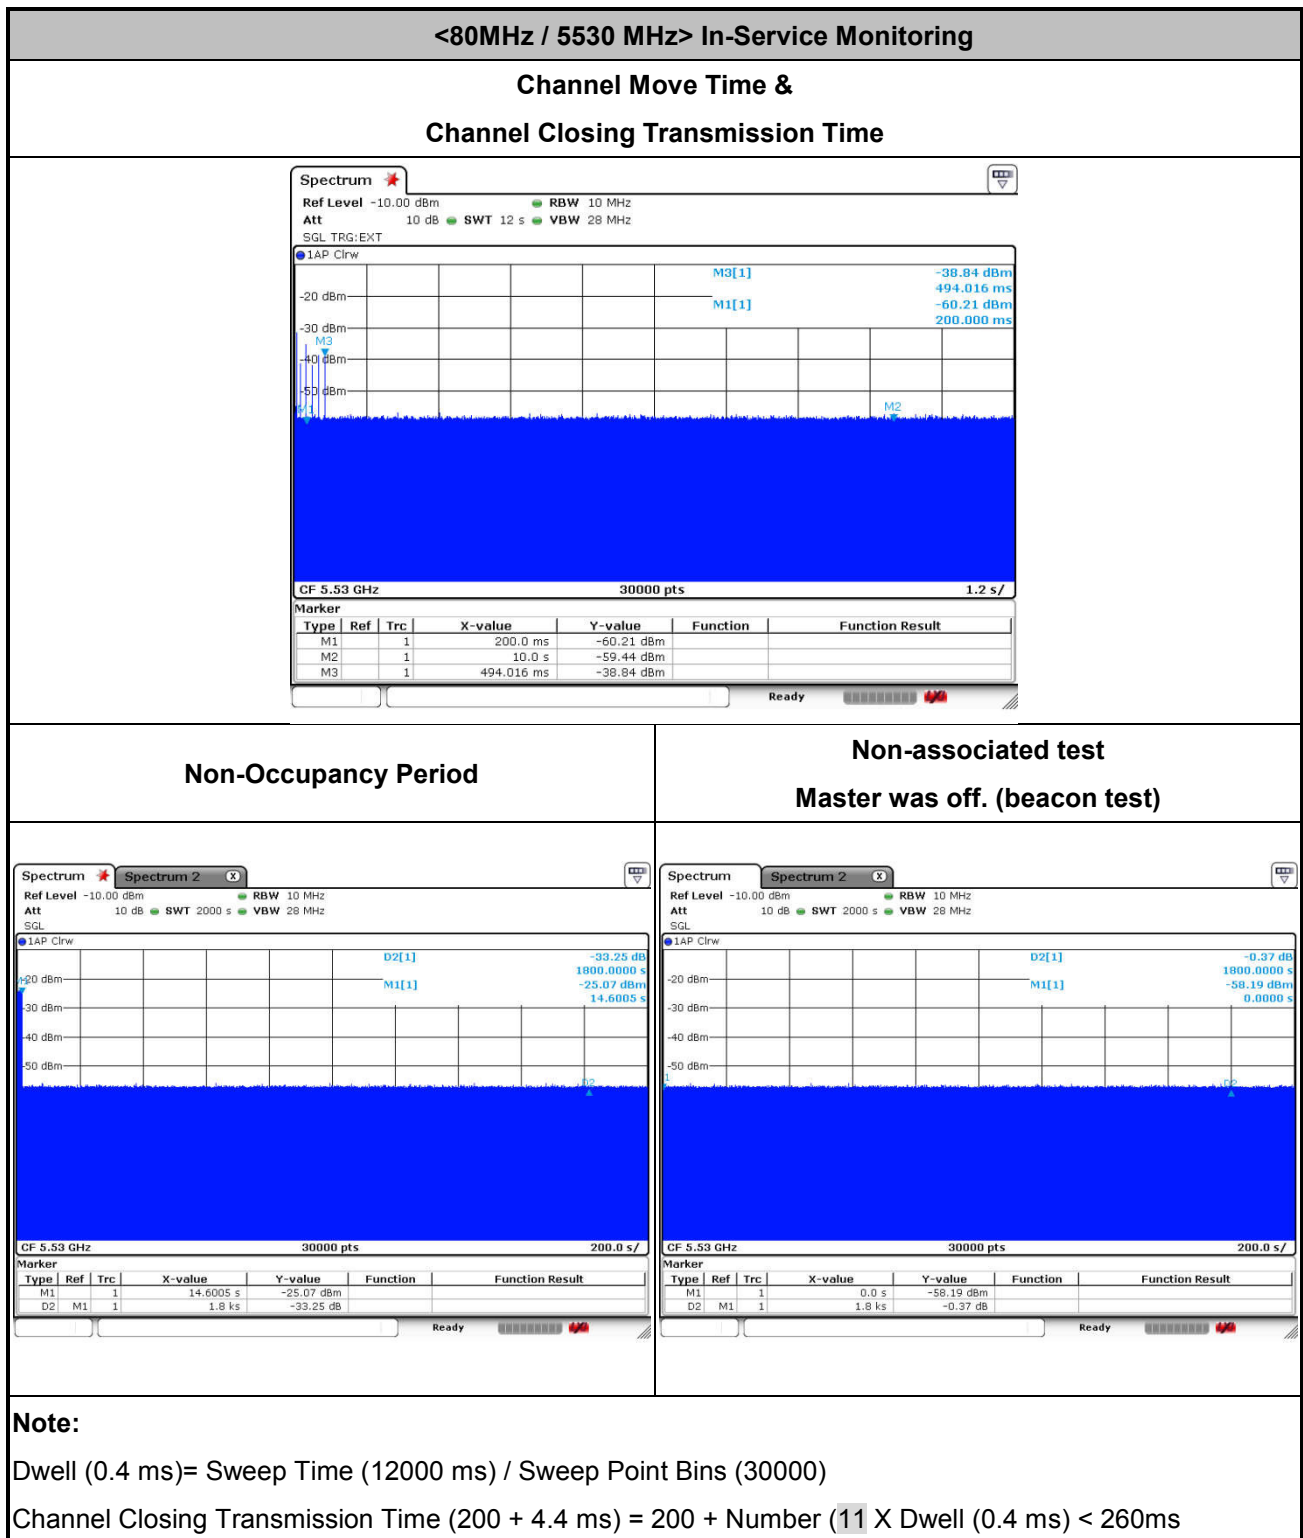 <80MHz / 5530 MHz> In-Service Monitoring
Channel Move Time &
Channel Closing Transmission Time
Spectrum
Ref Level -10.00 dBm RBW 10 MHz
Att 10 dB SWT 12 s VBW 28 MHz
SGL TRG:EXT
1AP Clrw
M3[1] -38.84 dBm
494.016 ms
-20 dBm
M1[1] -60.21 dBm
200.000 ms
-30 dBm
M3
-40 dBm
-50 dBm
M2
CF 5.53 GHz 30000 pts 1.2 s/
Marker
Type Ref Trc X-value Y-value Function Function Result
M1 1 200.0 ms -60.21 dBm
M2 1 10.0 s -59.44 dBm
M3 1 494.016 ms -38.84 dBm
Ready
Non-Occupancy Period
Non-associated test
Master was off. (beacon test)
Spectrum Spectrum 2 X
Ref Level -10.00 dBm RBW 10 MHz
Att 10 dB SWT 2000 s VBW 28 MHz
SGL
1AP Clrw
D2[1] -33.25 dB
1800.0000 s
-20 dBm
M1[1] -25.07 dBm
14.6005 s
-30 dBm
-40 dBm
-50 dBm
D2
CF 5.53 GHz 30000 pts 200.0 s/
Marker
Type Ref Trc X-value Y-value Function Function Result
M1 1 14.6005 s -25.07 dBm
D2 M1 1 1.8 ks -33.25 dB
Ready
Spectrum Spectrum 2 X
Ref Level -10.00 dBm RBW 10 MHz
Att 10 dB SWT 2000 s VBW 28 MHz
SGL
1AP Clrw
D2[1] -0.37 dB
1800.0000 s
-20 dBm
M1[1] -58.19 dBm
0.0000 s
-30 dBm
-40 dBm
-50 dBm
D2
CF 5.53 GHz 30000 pts 200.0 s/
Marker
Type Ref Trc X-value Y-value Function Function Result
M1 1 0.0 s -58.19 dBm
D2 M1 1 1.8 ks -0.37 dB
Ready
Note:
Dwell (0.4 ms)= Sweep Time (12000 ms) / Sweep Point Bins (30000)
Channel Closing Transmission Time (200 + 4.4 ms) = 200 + Number (11 X Dwell (0.4 ms) < 260ms